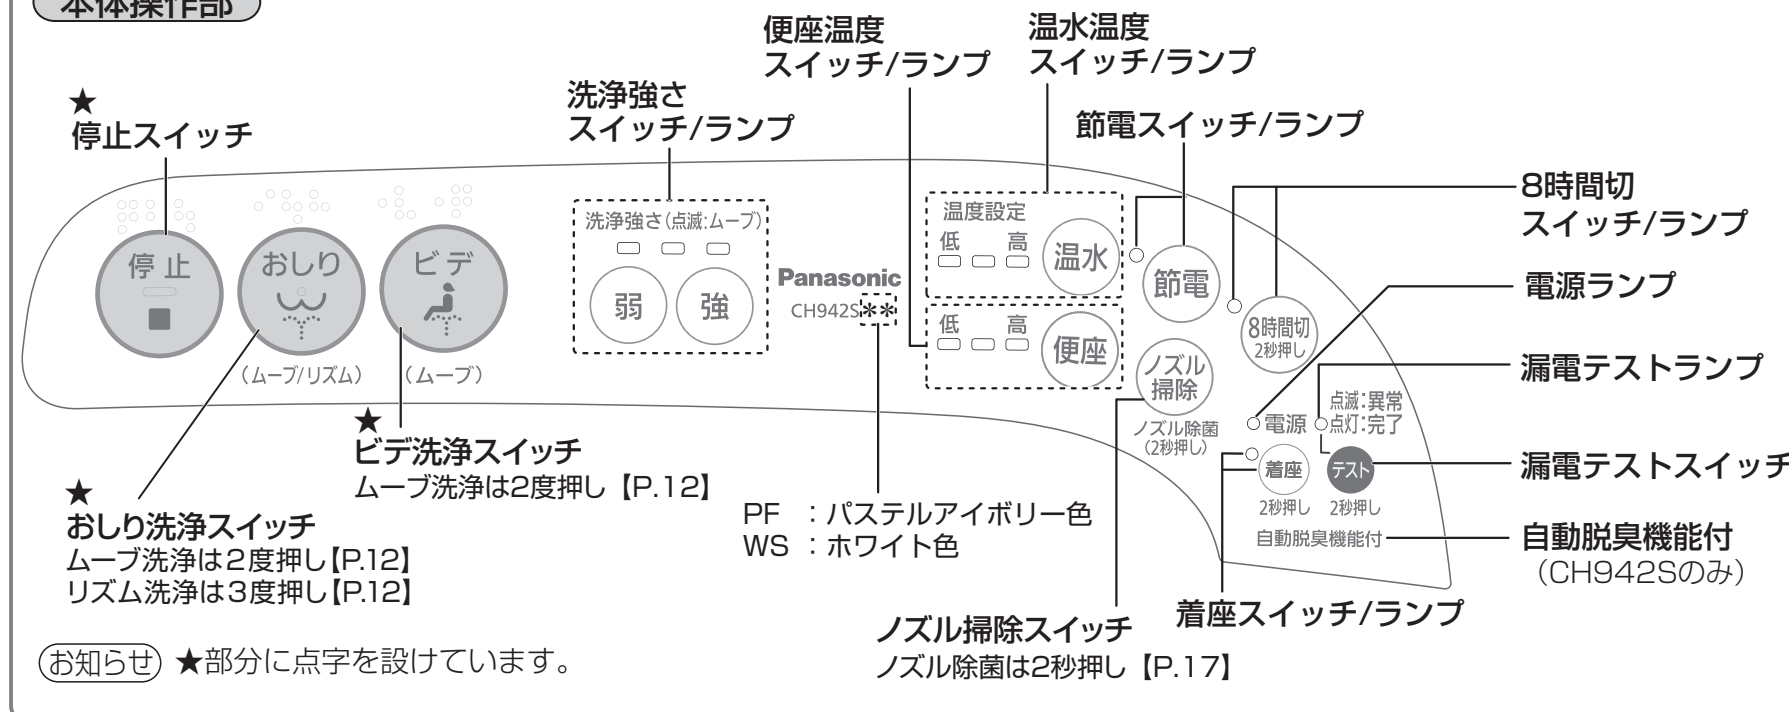 本体操作部
便座温度
スイッチ/ランプ
温水温度
スイッチ/ランプ
★
停止スイッチ
洗浄強さ
スイッチ/ランプ
節電スイッチ/ランプ
8時間切
スイッチ/ランプ
電源ランプ
漏電テストランプ
漏電テストスイッチ
自動脱臭機能付
(CH942Sのみ)
停止
おしり
(ムーブ/リズム)
ビデ
(ムーブ)
洗浄強さ(点滅:ムーブ)
弱
強
Panasonic
CH942S**
温度設定
低 高
温水
低 高
便座
節電
8時間切
2秒押し
ノズル
掃除
ノズル除菌
(2秒押し)
点滅:異常
電源 点灯:完了
着座
テスト
2秒押し 2秒押し
自動脱臭機能付
★
ビデ洗浄スイッチ
ムーブ洗浄は2度押し【P.12】
★
おしり洗浄スイッチ
ムーブ洗浄は2度押し【P.12】
リズム洗浄は3度押し【P.12】
PF :パステルアイボリー色
WS :ホワイト色
ノズル掃除スイッチ
ノズル除菌は2秒押し【P.17】
着座スイッチ/ランプ
お知らせ ★部分に点字を設けています。